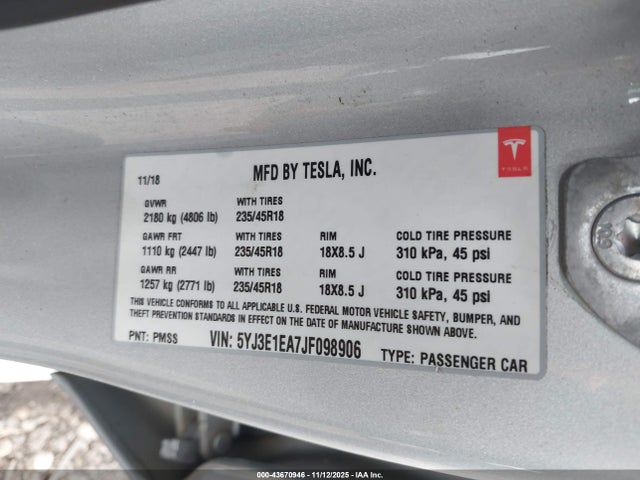 11/18 MFD BY TESLA, INC. TESLA
GVWR WITH TIRES
2180 kg (4806 lb) 235/45R18
GAWR FRT WITH TIRES RIM COLD TIRE PRESSURE
1110 kg (2447 lb) 235/45R18 18X8.5 J 310 kPa, 45 psi
GAWR RR WITH TIRES RIM COLD TIRE PRESSURE
1257 kg (2771 lb) 235/45R18 18X8.5 J 310 kPa, 45 psi
THIS VEHICLE CONFORMS TO ALL APPLICABLE U.S. FEDERAL MOTOR VEHICLE SAFETY, BUMPER, AND
THEFT PREVENTION STANDARDS IN EFFECT ON THE DATE OF MANUFACTURE SHOWN ABOVE.
PNT: PMSS VIN: 5YJ3E1EA7JF098906 TYPE: PASSENGER CAR
© IAA 00-43670946 - 11/12/2025 - IAA Inc.